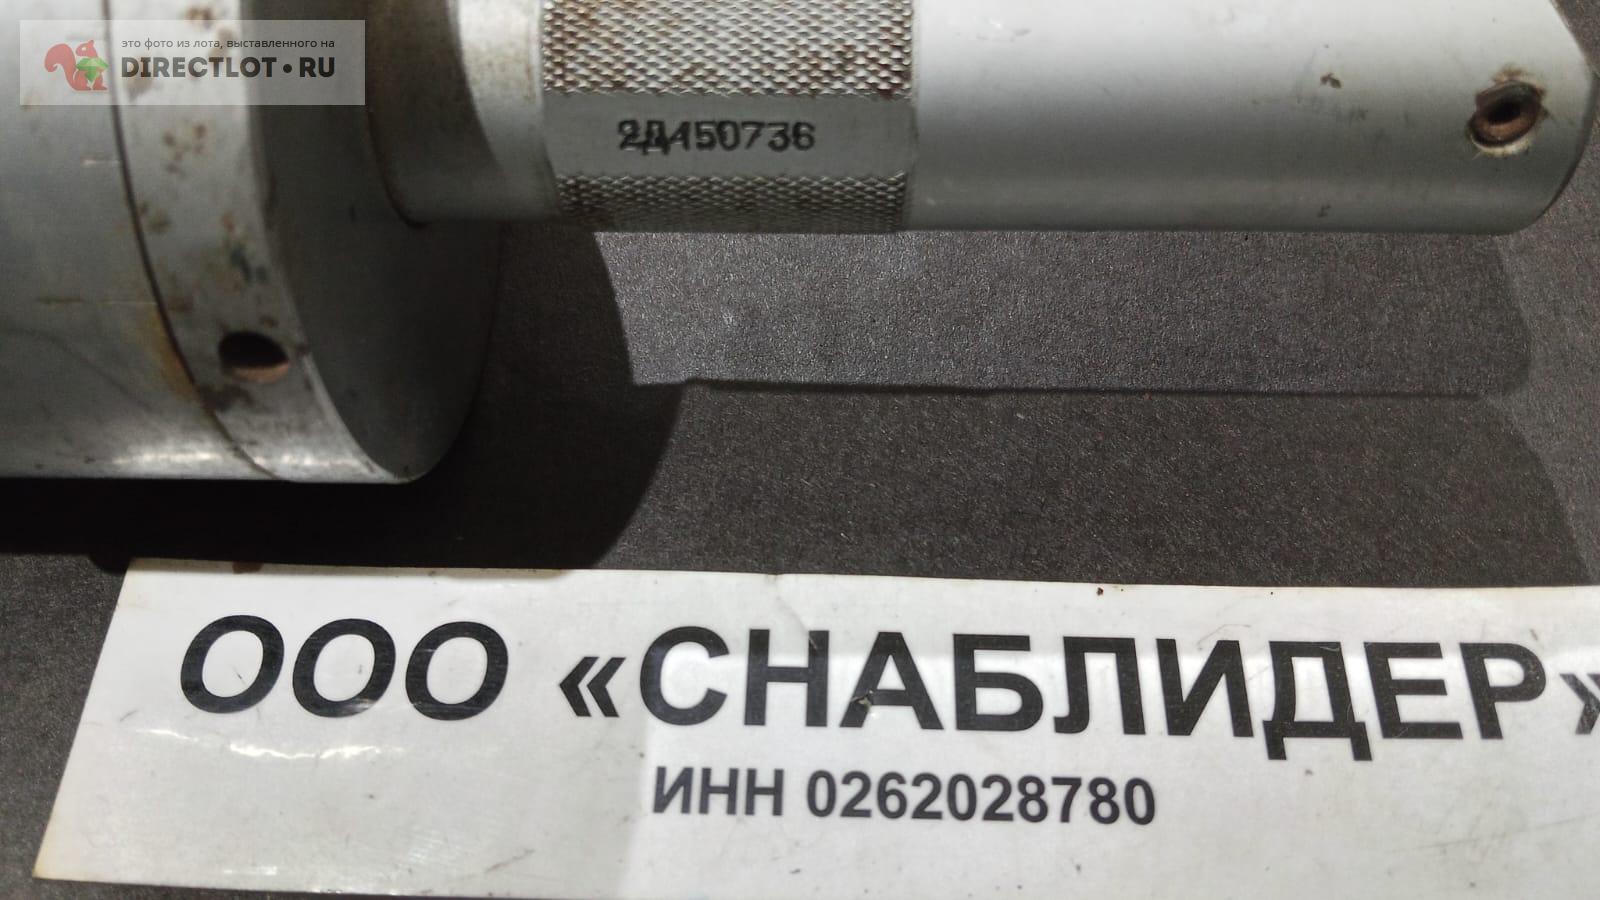 это фото из лота, выставленного на
DIRECTLOT•RU
2Д450736
ООО «СНАБЛИДЕР»
ИНН 0262028780